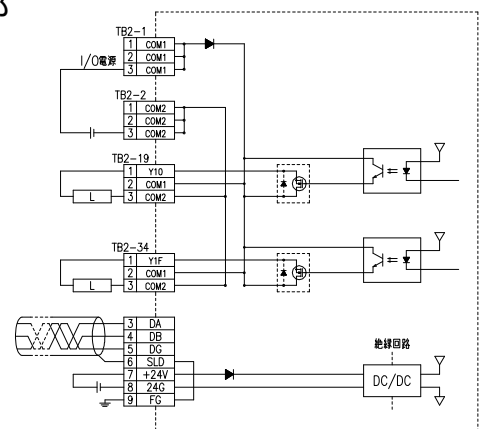 TB2-1
1 COM1
I/O電源
2 COM1
3 COM1
TB2-2
1 COM2
2 COM2
3 COM2
TB2-19
1 Y10
2 COM1
L
3 COM2
TB2-34
1 Y1F
2 COM1
L
3 COM2
3 DA
4 DB
5 DG
6 SLD
7 +24V
8 24G
9 FG
絶縁回路
DC/DC